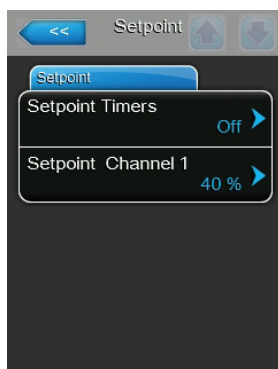 <<
Setpoint
Setpoint
Setpoint Timers
Off
Setpoint Channel 1
40 %